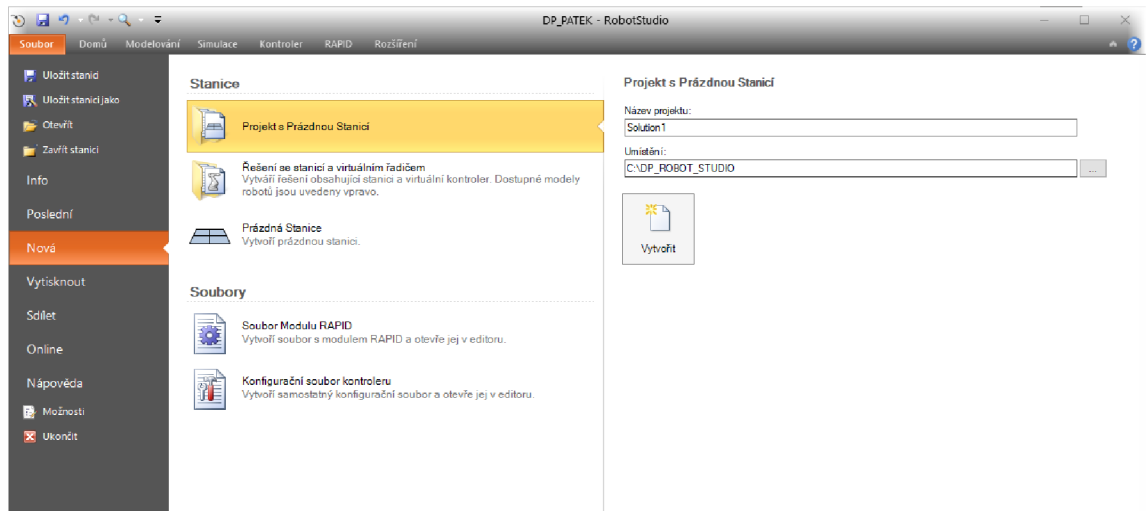 DP_PATEK - RobotStudio
Soubor Domů Modelování Simulace Kontroler RAPID Rozšíření
Uložit stanici
Uložit stanici jako
Otevřít
Zavřít stanici
Info
Poslední
Nová
Vytisknout
Sdílet
Online
Nápověda
Možnosti
Ukončit
Stanice
Projekt s Prázdnou Stanicí
Řešení se stanicí a virtuálním řadičem
Vytváří řešení obsahující stanici a virtuální kontroler. Dostupné modely
robotů jsou uvedeny vpravo.
Prázdná Stanice
Vytvoří prázdnou stanici.
Soubory
Soubor Modulu RAPID
Vytvoří soubor s modulem RAPID a otevře jej v editoru.
Konfigurační soubor kontroleru
Vytvoří samostatný konfigurační soubor a otevře jej v editoru.
Projekt s Prázdnou Stanicí
Název projektu:
Solution1
Umístění:
C:\DP_ROBOT_STUDIO
...
Vytvořit